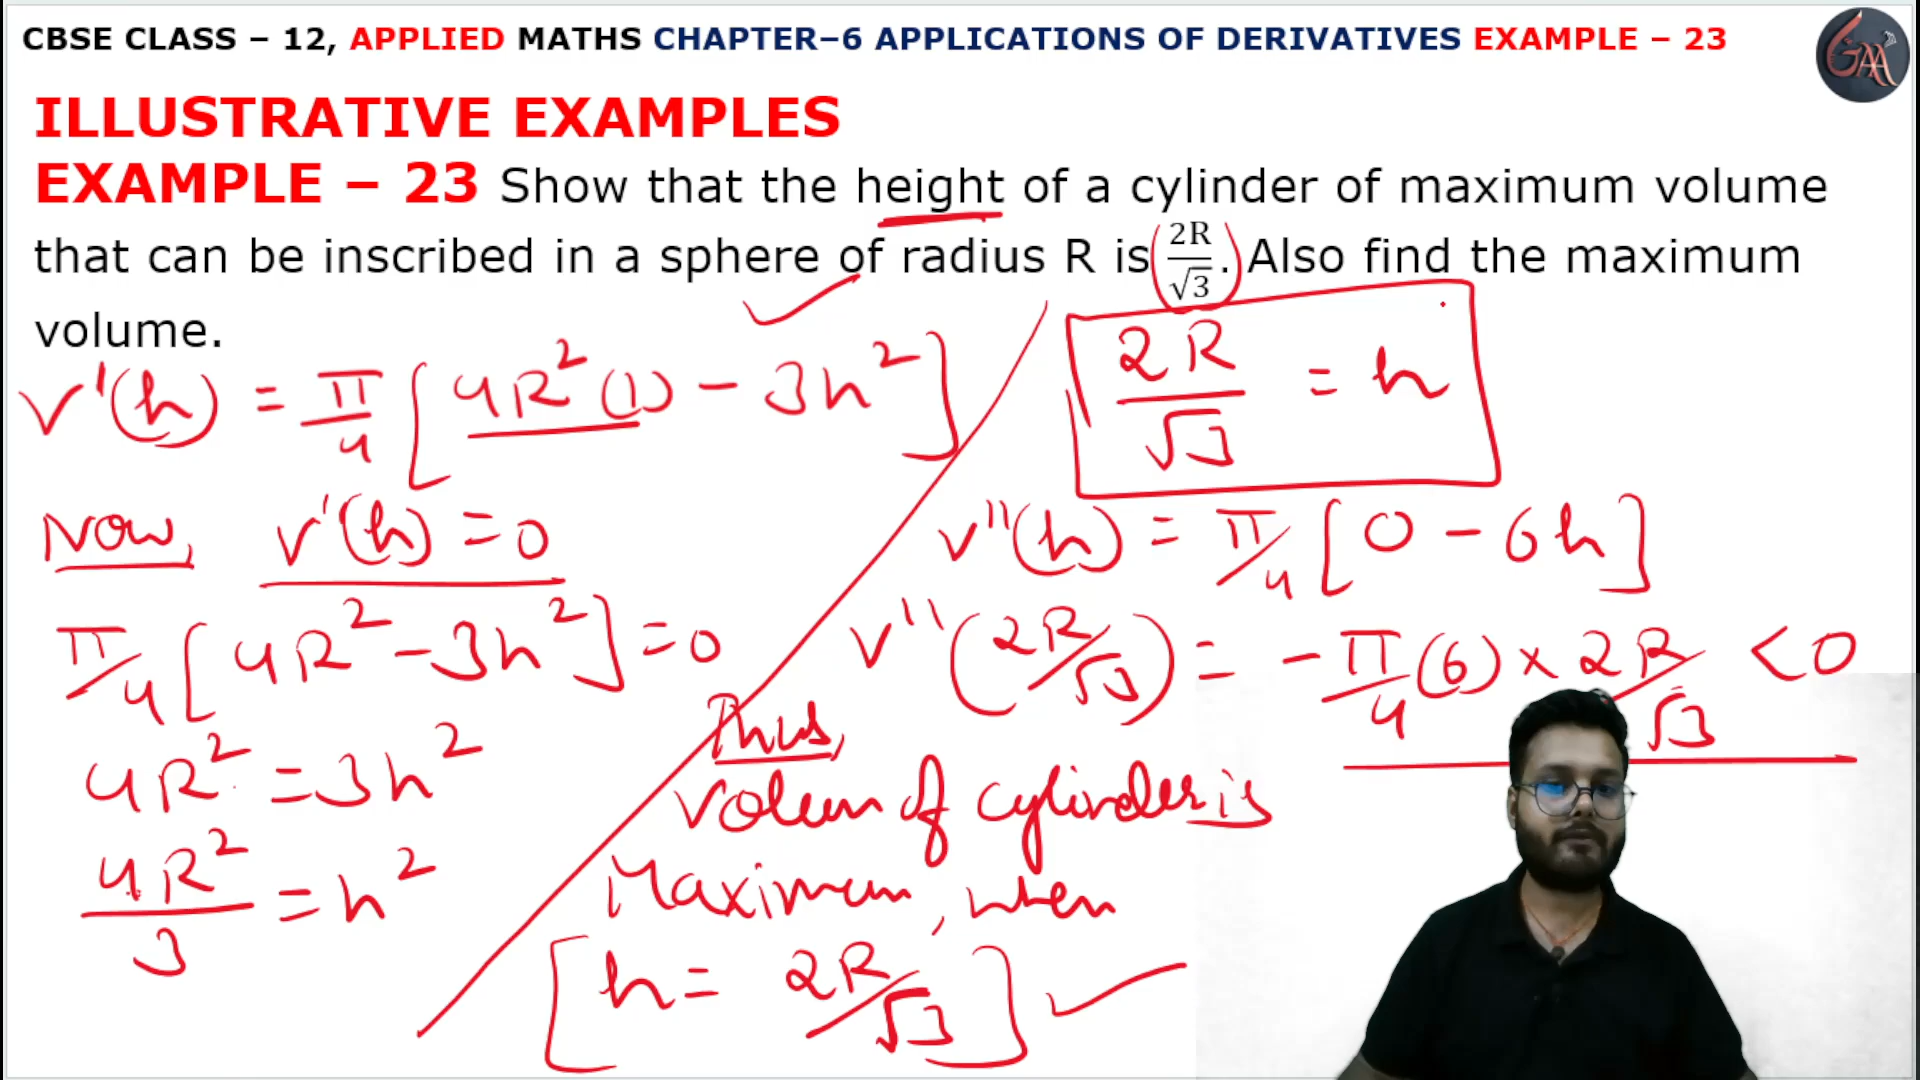 CBSE CLASS – 12, APPLIED MATHS CHAPTER–6 APPLICATIONS OF DERIVATIVES EXAMPLE – 23
GAA
ILLUSTRATIVE EXAMPLES
EXAMPLE – 23 Show that the height of a cylinder of maximum volume
that can be inscribed in a sphere of radius R is (2R/√3). Also find the maximum
volume.
v'(h) = π/4 [4R²(1) – 3h²]
Now, v'(h) = 0
π/4 [4R² – 3h²] = 0
4R² = 3h²
4R²/3 = h²
2R/√3 = h
v''(h) = π/4 [0 – 6h]
v''(2R/√3) = – π/4 (6) × 2R/√3 < 0
Thus,
Volum of cylinder is
Maximum, when
[h = 2R/√3]